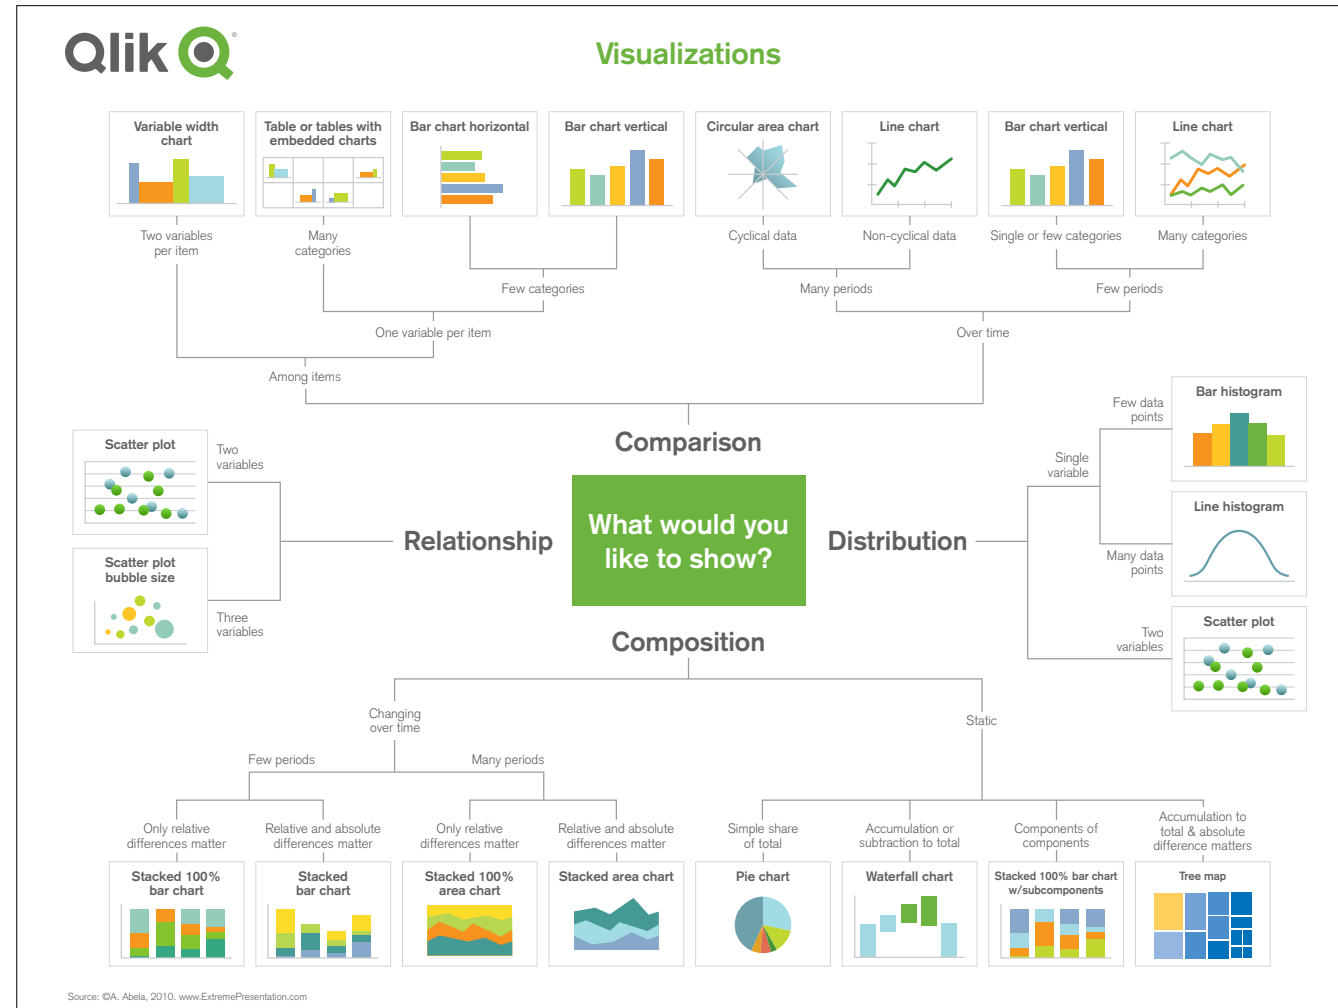 Qlik
®
Visualizations
Variable width
chart
Table or tables with
embedded charts
Bar chart horizontal
Bar chart vertical
Circular area chart
Line chart
Bar chart vertical
Line chart
Two variables
per item
Many
categories
Cyclical data
Non-cyclical data
Single or few categories
Many categories
Few categories
Many periods
Few periods
One variable per item
Over time
Among items
Comparison
Scatter plot
Two
variables
Scatter plot
bubble size
Three
variables
Relationship
What would you
like to show?
Distribution
Single
variable
Few data
points
Bar histogram
Many data
points
Line histogram
Two
variables
Scatter plot
Composition
Changing
over time
Static
Few periods
Many periods
Only relative
differences matter
Relative and absolute
differences matter
Only relative
differences matter
Relative and absolute
differences matter
Simple share
of total
Accumulation or
subtraction to total
Components of
components
Accumulation to
total & absolute
difference matters
Stacked 100%
bar chart
Stacked
bar chart
Stacked 100%
area chart
Stacked area chart
Pie chart
Waterfall chart
Stacked 100% bar chart
w/subcomponents
Tree map
Source: ©A. Abela, 2010. www.ExtremePresentation.com